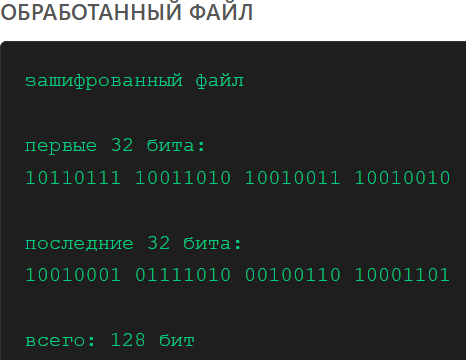 ОБРАБОТАННЫЙ ФАЙЛ
зашифрованный файл
первые 32 бита:
10110111 10011010 10010011 10010010
последние 32 бита:
10010001 01111010 00100110 10001101
всего: 128 бит